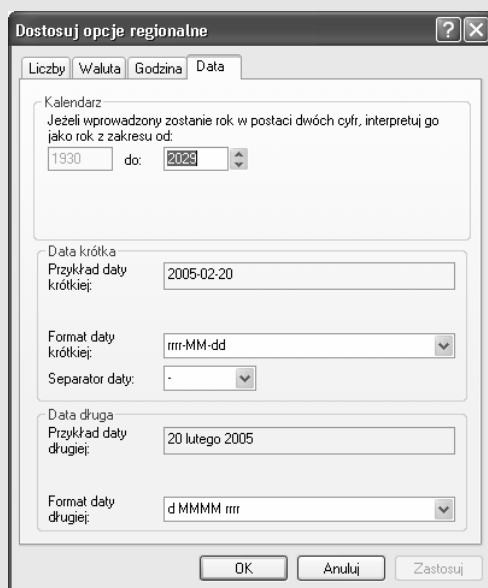 Dostosuj opcje regionalne
Liczby Waluta Godzina Data
Kalendarz
Jeżeli wprowadzony zostanie rok w postaci dwóch cyfr, interpretuj go
jako rok z zakresu od:
1930 do: 2029
Data krótka
Przykład daty
krótkiej:
2005-02-20
Format daty
krótkiej:
rrrr-MM-dd
Separator daty: -
Data długa
Przykład daty
długiej:
20 lutego 2005
Format daty
długiej:
d MMMM rrrr
OK Anuluj Zastosuj